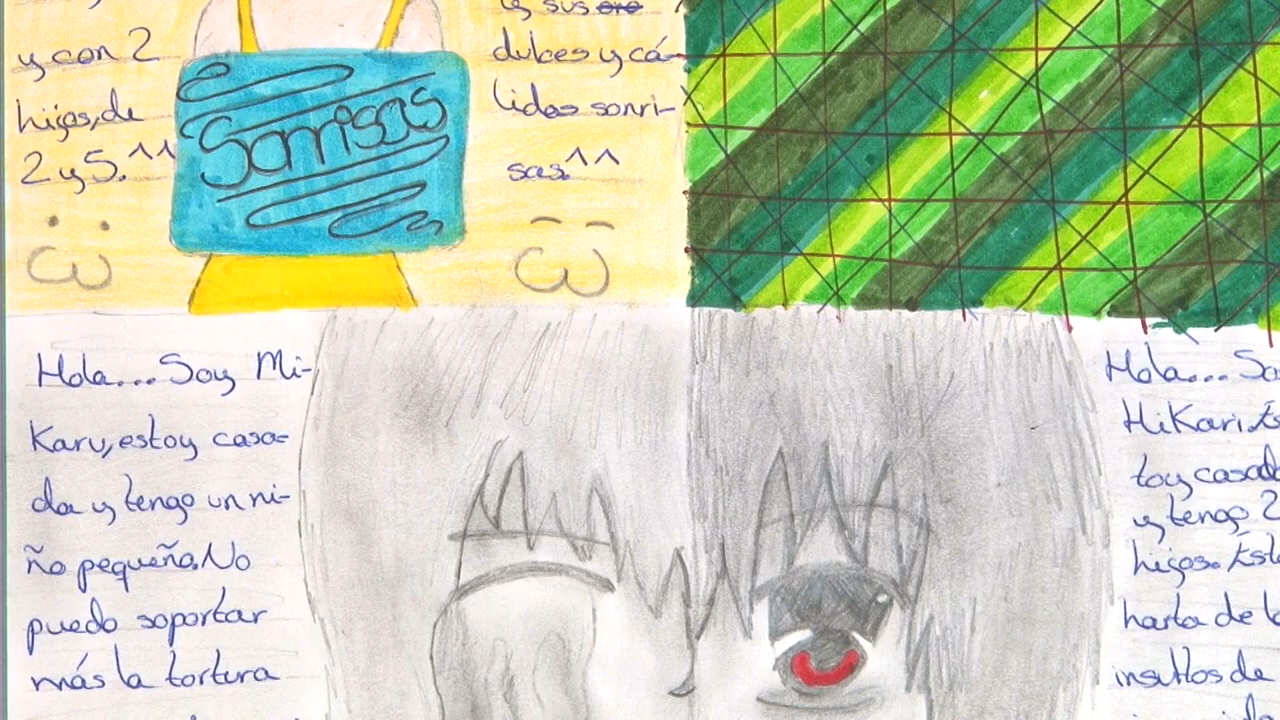 y con 2
hijos, de
2 y 5.^^
Sonrisas
y sus
dulces y cá-
lidas sonri-
sas.^^
Hola...Soy Mi-
Karu, estoy casa-
da y tengo un ni-
ño pequeño. No
puedo soportar
más la tortura
Hola... So
HiKari. Es
toy casad
y tengo 2
hijos. Est
harta de l
insultos de